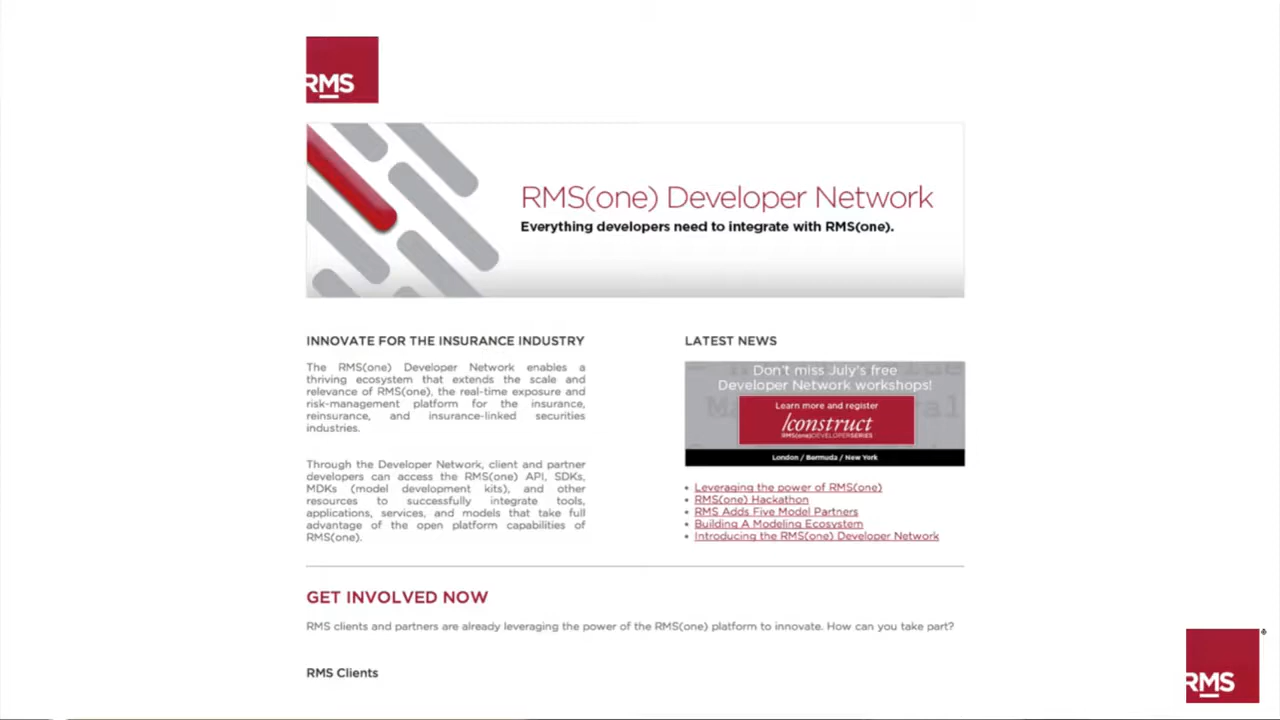 RMS
RMS(one) Developer Network
Everything developers need to integrate with RMS(one).
INNOVATE FOR THE INSURANCE INDUSTRY
The RMS(one) Developer Network enables a
thriving ecosystem that extends the scale and
relevance of RMS(one), the real-time exposure and
risk-management platform for the insurance,
reinsurance, and insurance-linked securities
industries.
Through the Developer Network, client and partner
developers can access the RMS(one) API, SDKs,
MDKs (model development kits), and other
resources to successfully integrate tools,
applications, services, and models that take full
advantage of the open platform capabilities of
RMS(one).
LATEST NEWS
Don't miss July's free
Developer Network workshops!
Learn more and register
Iconstruct
RMS(one)DEVELOPERSERIES
London / Bermuda / New York
• Leveraging the power of RMS(one)
• RMS(one) Hackathon
• RMS Adds Five Model Partners
• Building A Modeling Ecosystem
• Introducing the RMS(one) Developer Network
GET INVOLVED NOW
RMS clients and partners are already leveraging the power of the RMS(one) platform to innovate. How can you take part?
RMS Clients
RMS